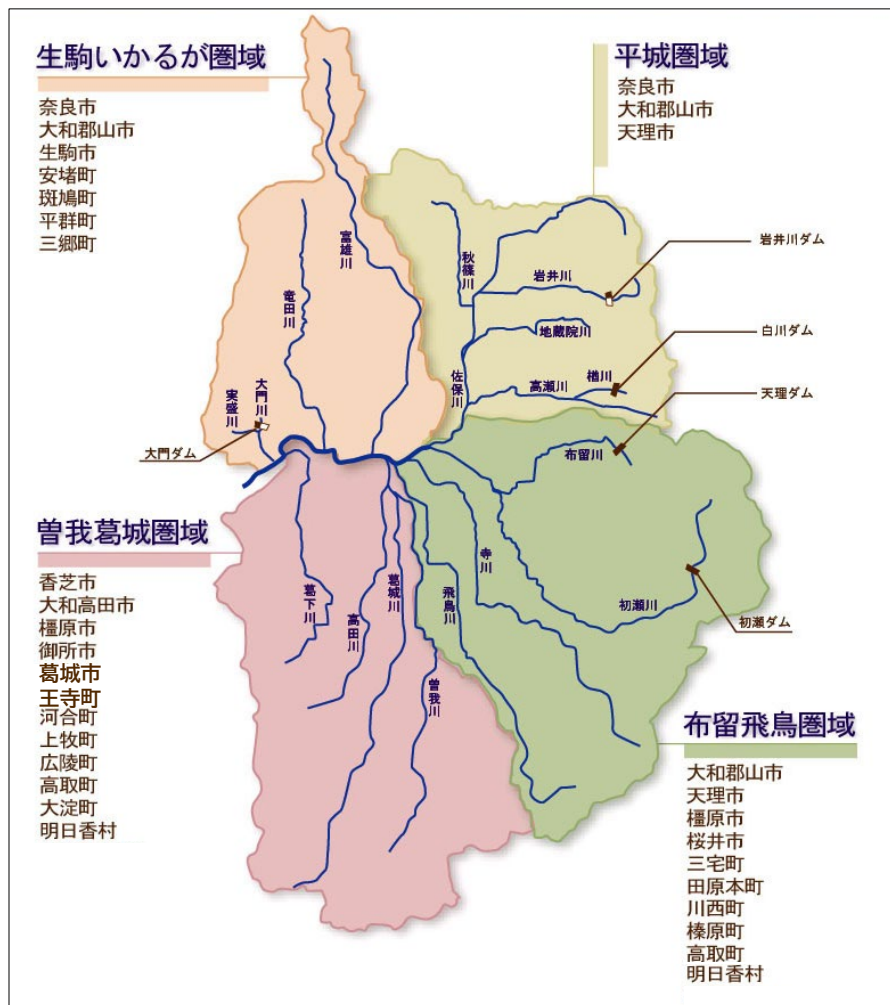 生駒いかるが圏域
奈良市
大和郡山市
生駒市
安堵町
斑鳩町
平群町
三郷町
平城圏域
奈良市
大和郡山市
天理市
富雄川
竜田川
大門川
実盛川
大門ダム
秋篠川
岩井川
地蔵院川
佐保川
高瀬川
楢川
岩井川ダム
白川ダム
天理ダム
布留川
寺川
初瀬川
飛鳥川
初瀬ダム
曽我葛城圏域
香芝市
大和高田市
橿原市
御所市
葛城市
王寺町
河合町
上牧町
広陵町
高取町
大淀町
明日香村
葛下川
高田川
葛城川
曽我川
布留飛鳥圏域
大和郡山市
天理市
橿原市
桜井市
三宅町
田原本町
川西町
榛原町
高取町
明日香村